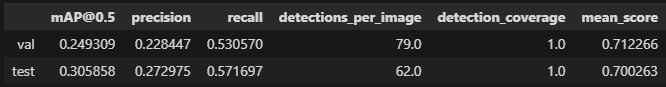 mAP@0.5 precision recall detections_per_image detection_coverage mean_score
val 0.249309 0.228447 0.530570 79.0 1.0 0.712266
test 0.305858 0.272975 0.571697 62.0 1.0 0.700263